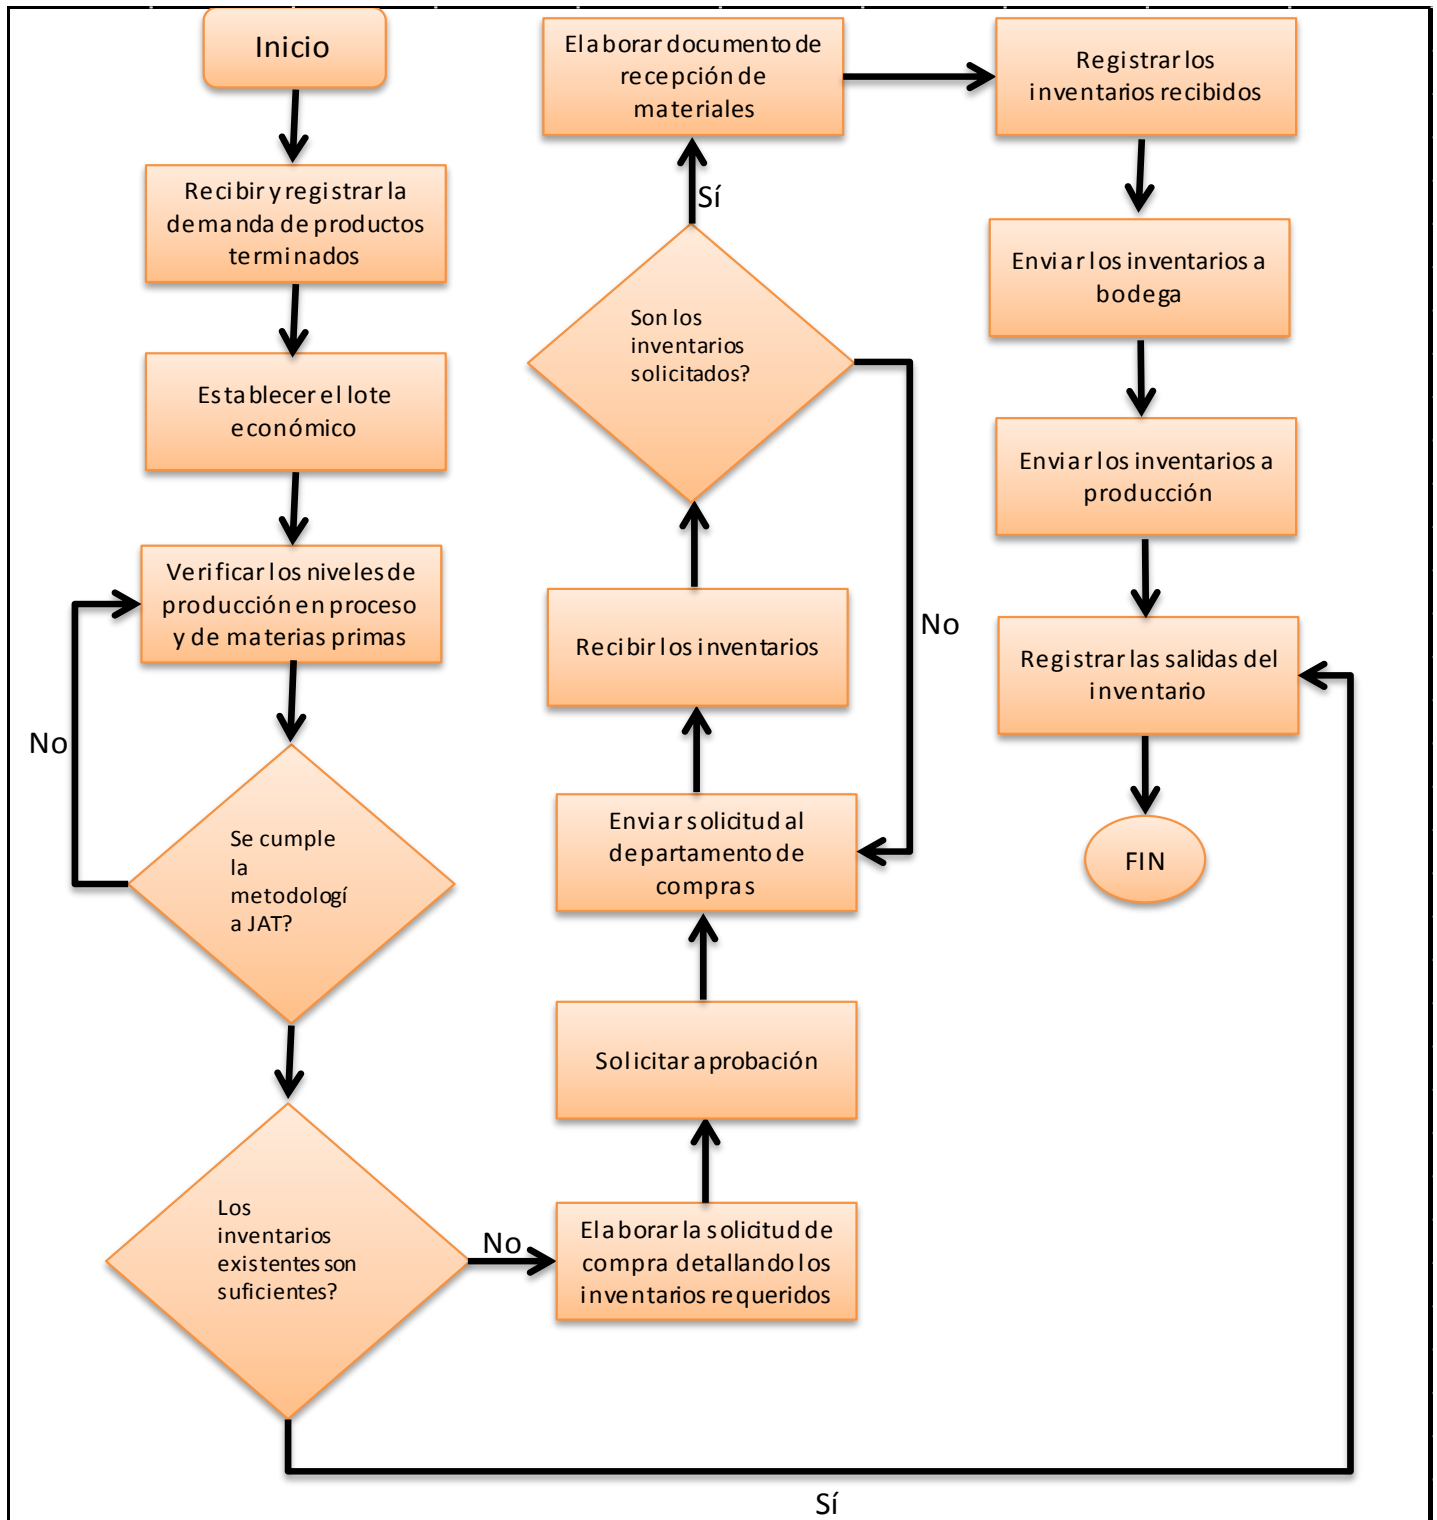 Inicio
Recibir y registrar la
demanda de productos
terminados
Establecer el lote
económico
Verificar los niveles de
producción en proceso
y de materias primas
No
Se cumple
la
metodologí
a JAT?
Los
inventarios
existentes son
suficientes?
No
Elaborar la solicitud de
compra detallando los
inventarios requeridos
Solicitar aprobación
Enviar solicitud al
departamento de
compras
Recibir los inventarios
Son los
inventarios
solicitados?
No
Sí
Elaborar documento de
recepción de
materiales
Registrar los
inventarios recibidos
Enviar los inventarios a
bodega
Enviar los inventarios a
producción
Registrar las salidas del
inventario
FIN
Sí